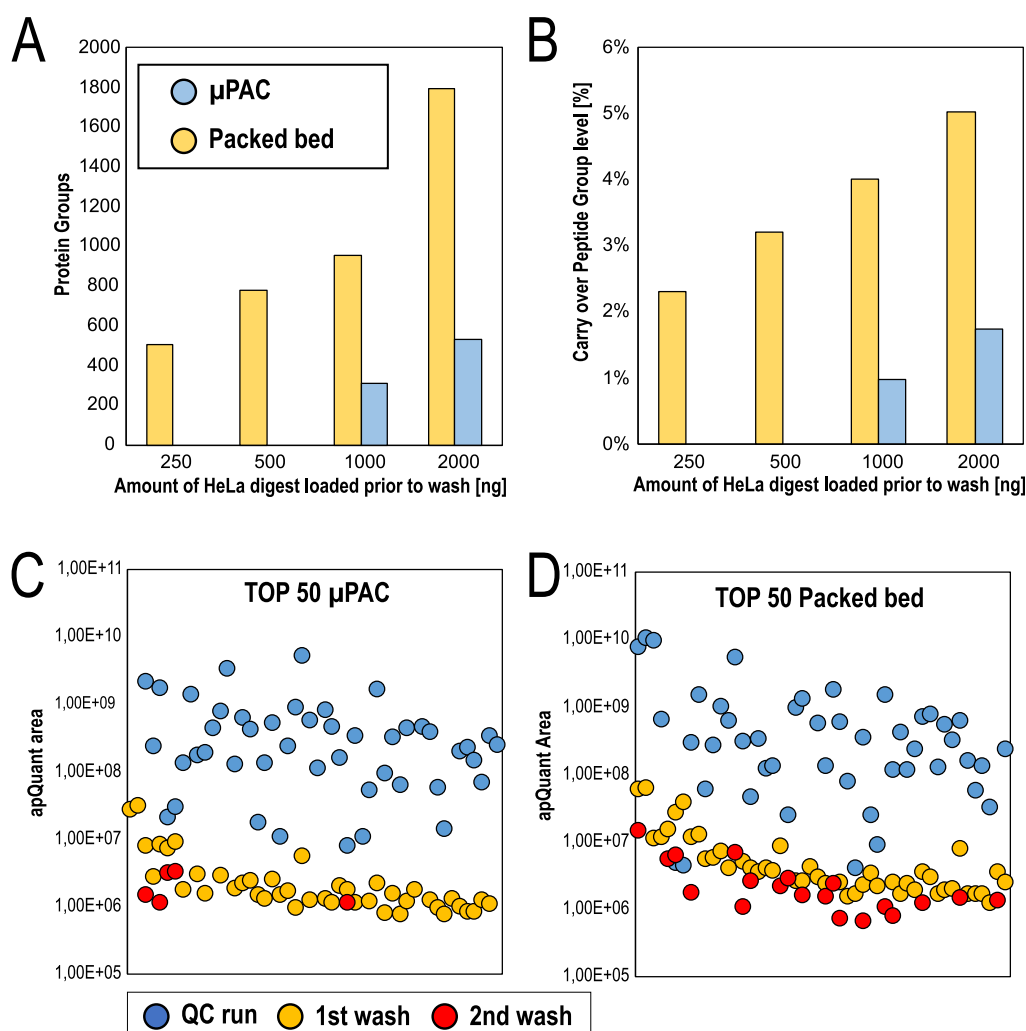 A
2000
1800
1600
1400
1200
1000
800
600
400
200
0
Protein Groups
µPAC
Packed bed
250 500 1000 2000
Amount of HeLa digest loaded prior to wash [ng]
B
6%
5%
4%
3%
2%
1%
0%
Carry over Peptide Group level [%]
250 500 1000 2000
Amount of HeLa digest loaded prior to wash [ng]
C
TOP 50 µPAC
1,00E+11
1,00E+10
1,00E+09
1,00E+08
1,00E+07
1,00E+06
1,00E+05
apQuant area
D
TOP 50 Packed bed
1,00E+11
1,00E+10
1,00E+09
1,00E+08
1,00E+07
1,00E+06
1,00E+05
apQuant Area
QC run 1st wash 2nd wash